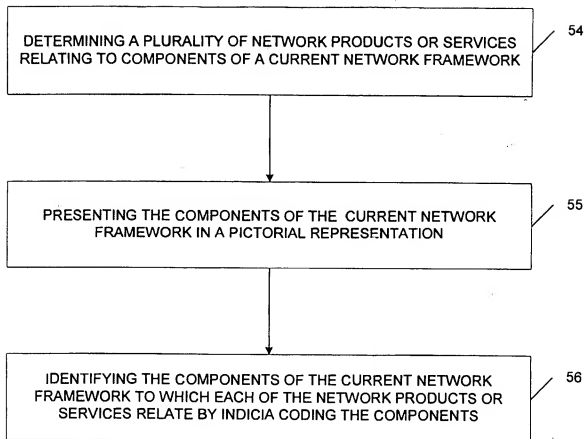 DETERMINING A PLURALITY OF NETWORK PRODUCTS OR SERVICES
RELATING TO COMPONENTS OF A CURRENT NETWORK FRAMEWORK
54
PRESENTING THE COMPONENTS OF THE CURRENT NETWORK
FRAMEWORK IN A PICTORIAL REPRESENTATION
55
IDENTIFYING THE COMPONENTS OF THE CURRENT NETWORK
FRAMEWORK TO WHICH EACH OF THE NETWORK PRODUCTS OR
SERVICES RELATE BY INDICIA CODING THE COMPONENTS
56